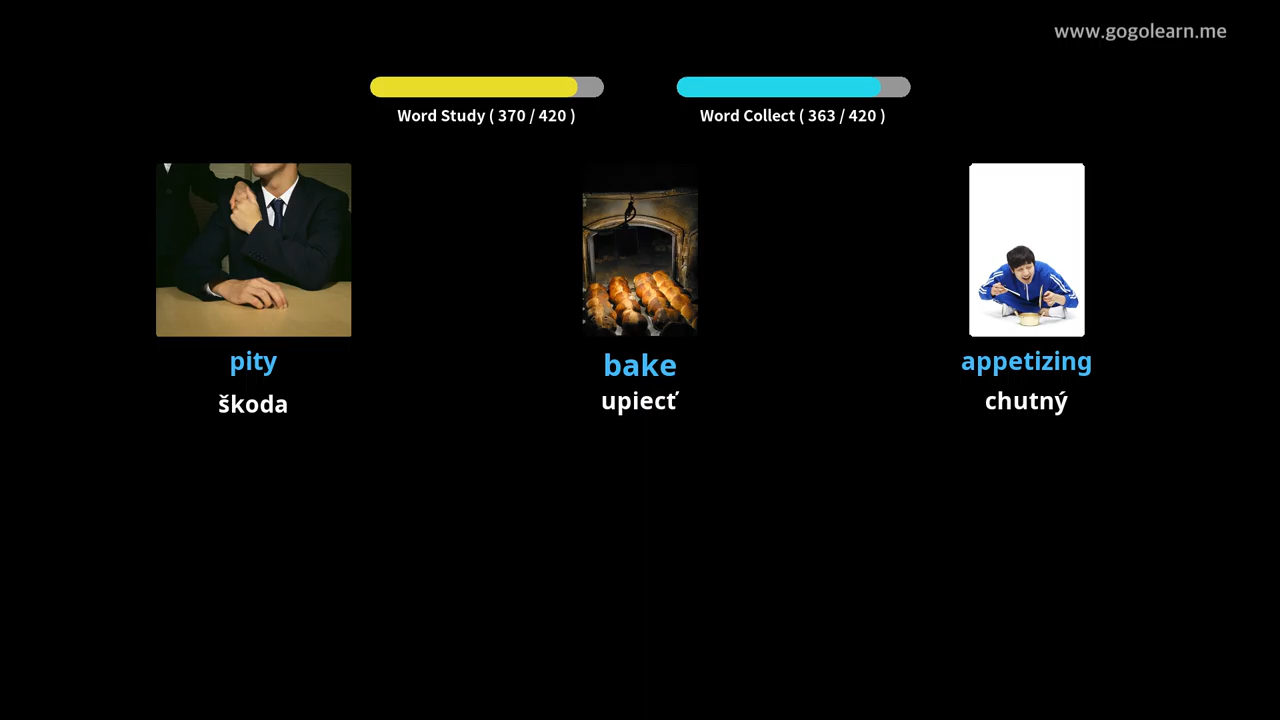 www.gogolearn.me
Word Study ( 370 / 420 )
Word Collect ( 363 / 420 )
pity
bake
appetizing
škoda
upiecť
chutný